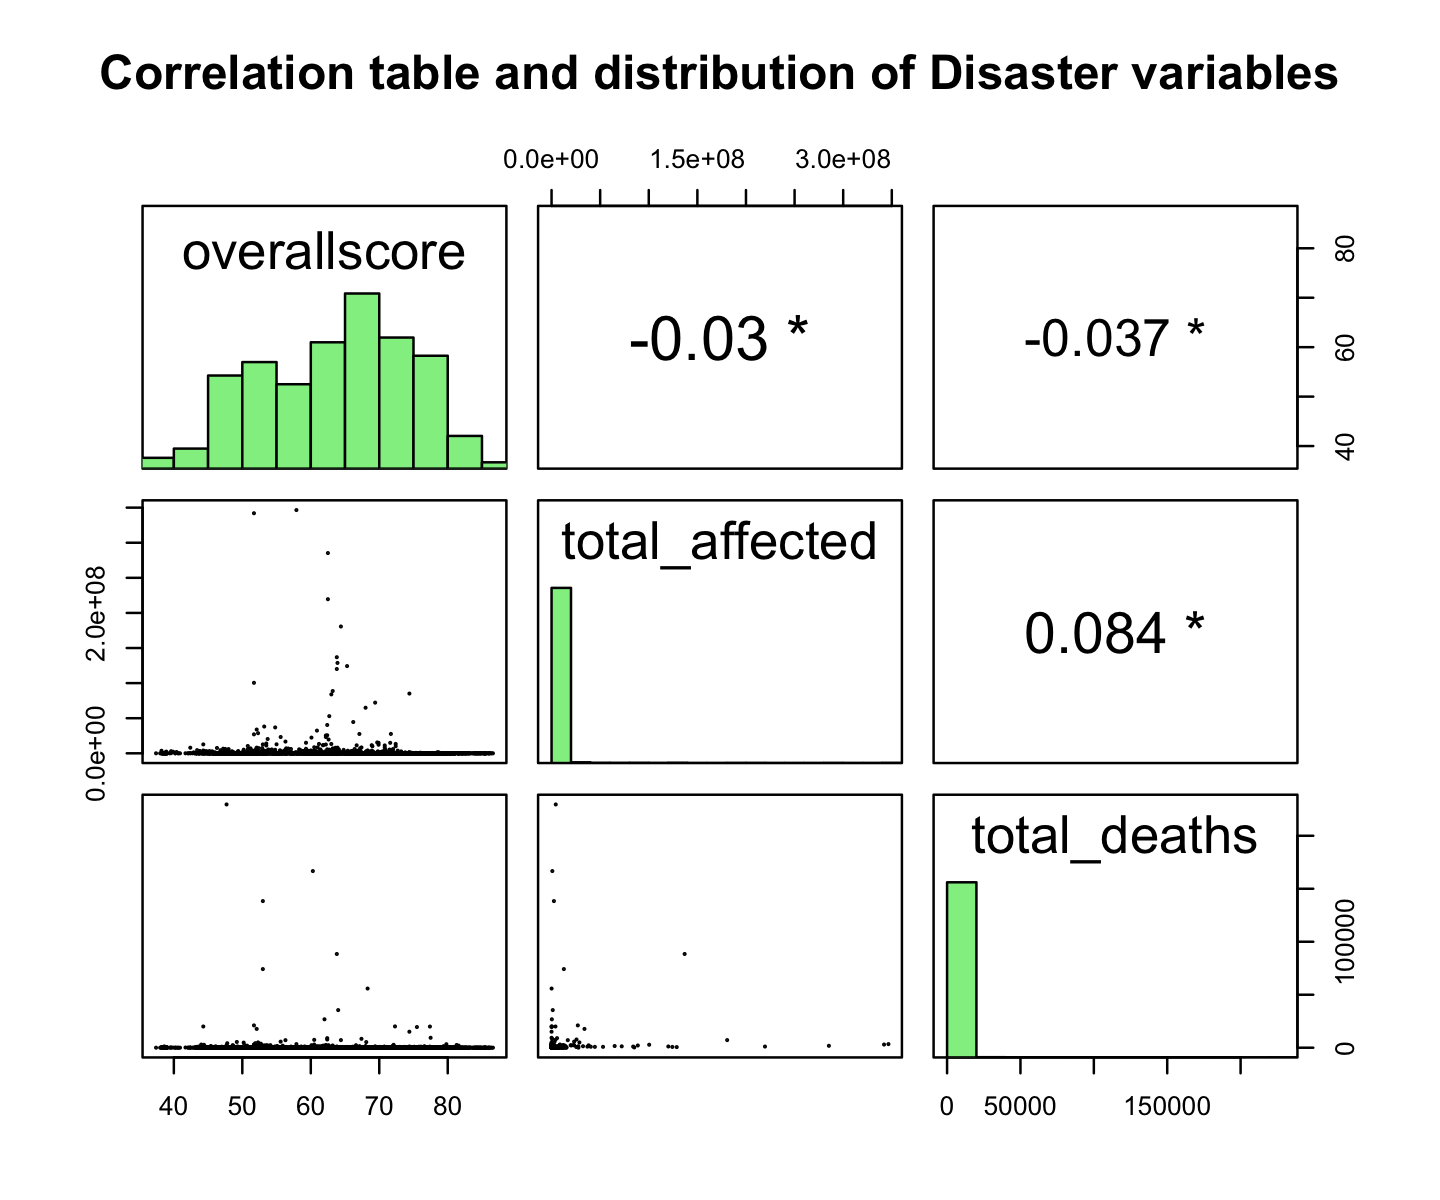 Correlation table and distribution of Disaster variables
0.0e+00 1.5e+08 3.0e+08
overallscore
-0.03 *
-0.037 *
40 60 80
0.0e+00 2.0e+08
total_affected
0.084 *
total_deaths
0 100000
40 50 60 70 80
0 50000 150000